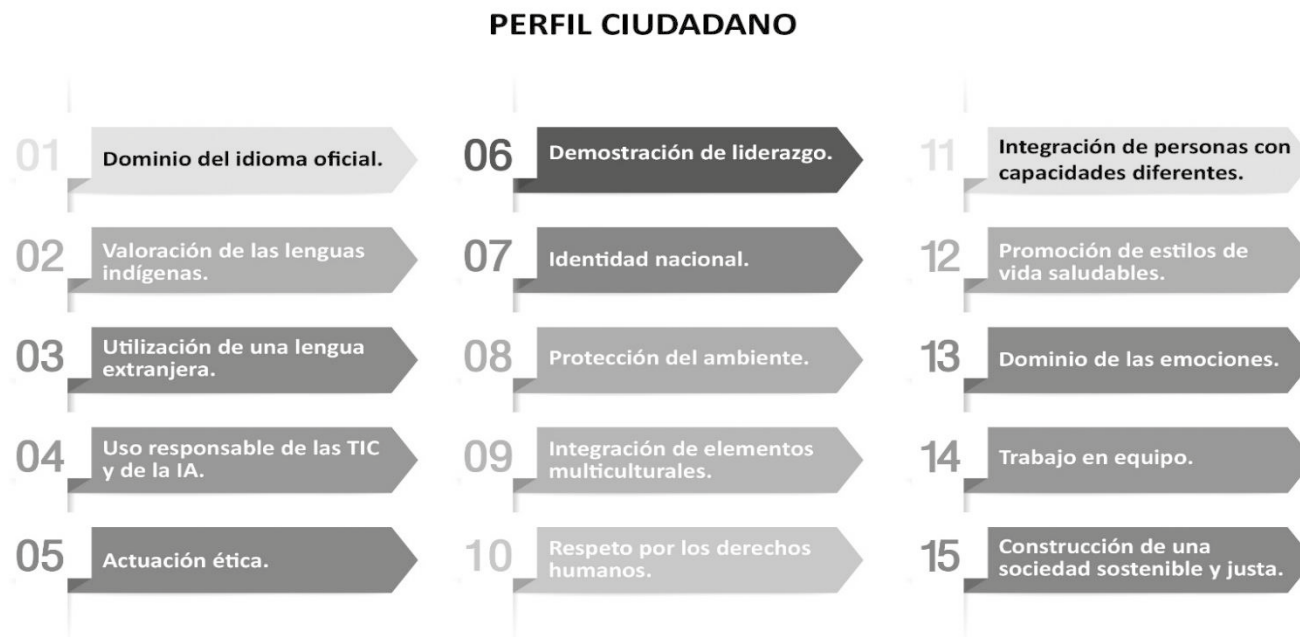 PERFIL CIUDADANO
01
Dominio del idioma oficial.
02
Valoración de las lenguas
indígenas.
03
Utilización de una lengua
extranjera.
04
Uso responsable de las TIC
y de la IA.
05
Actuación ética.
06
Demostración de liderazgo.
07
Identidad nacional.
08
Protección del ambiente.
09
Integración de elementos
multiculturales.
10
Respeto por los derechos
humanos.
11
Integración de personas con
capacidades diferentes.
12
Promoción de estilos de
vida saludables.
13
Dominio de las emociones.
14
Trabajo en equipo.
15
Construcción de una
sociedad sostenible y justa.